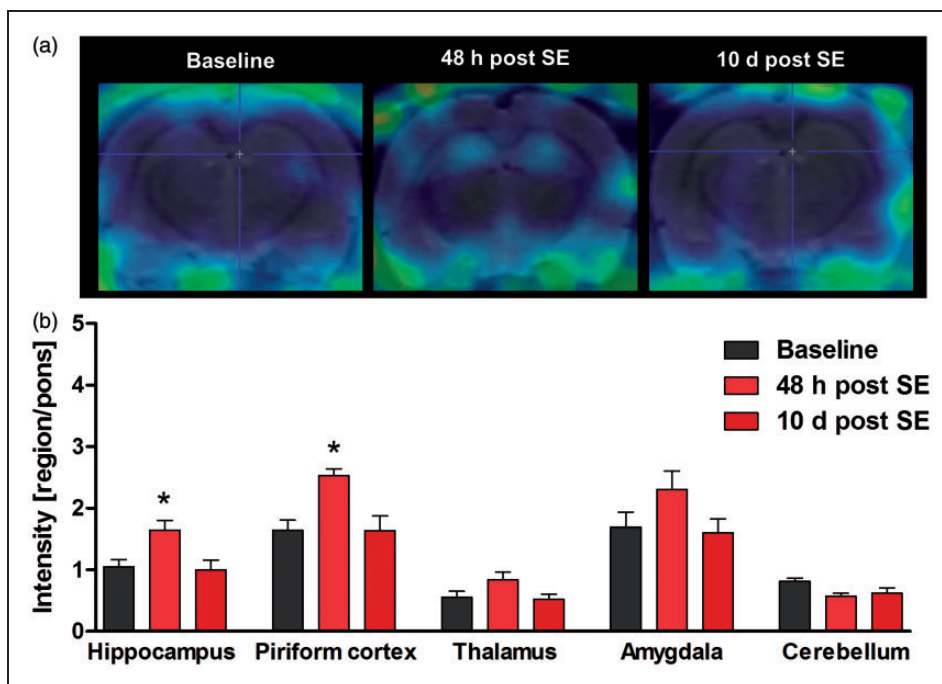 (a)
Baseline 48 h post SE 10 d post SE
(b)
Intensity [region/pons]
5
4
3
2
1
0
Baseline
48 h post SE
10 d post SE
* *
Hippocampus Piriform cortex Thalamus Amygdala Cerebellum